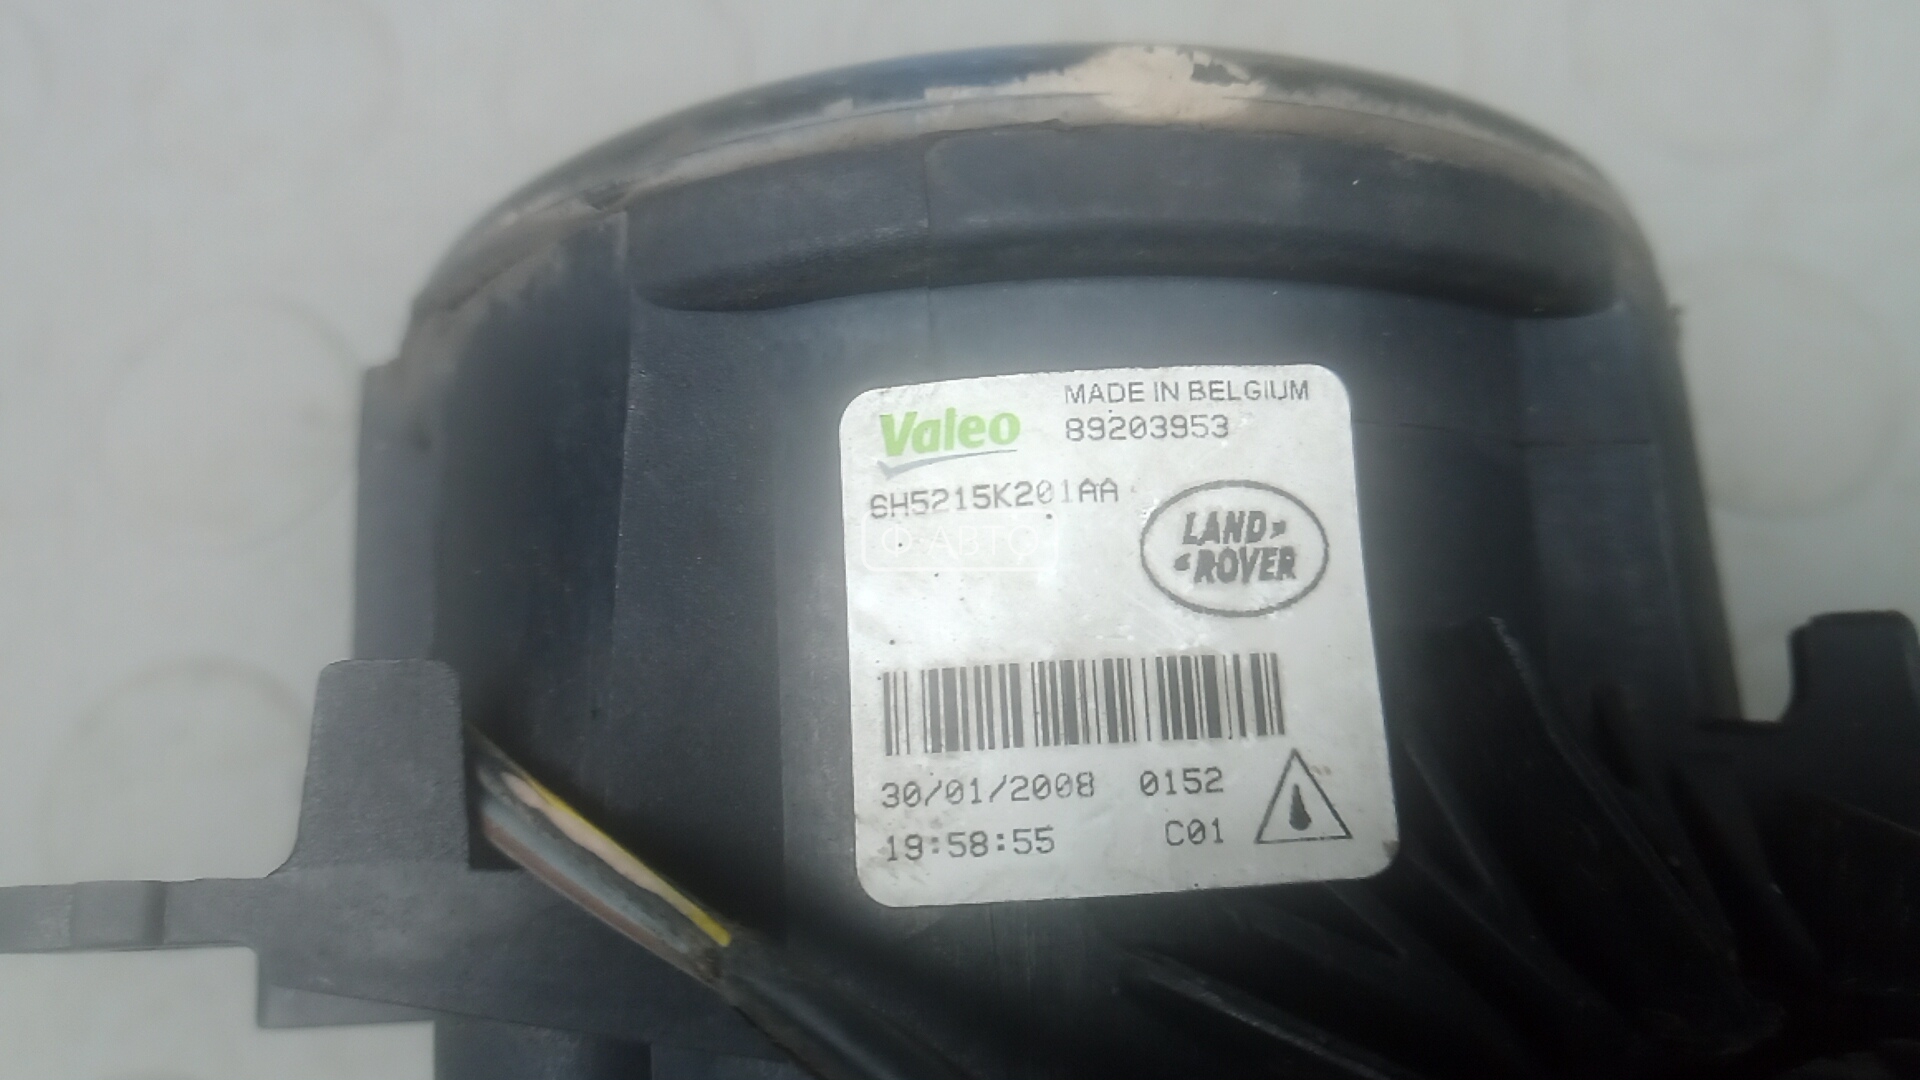 MADE IN BELGIUM
Valeo 89203953
6H5215K201AA
Ф-АВТО
LAND
ROVER
30/01/2008 0152
19:58:55 C01